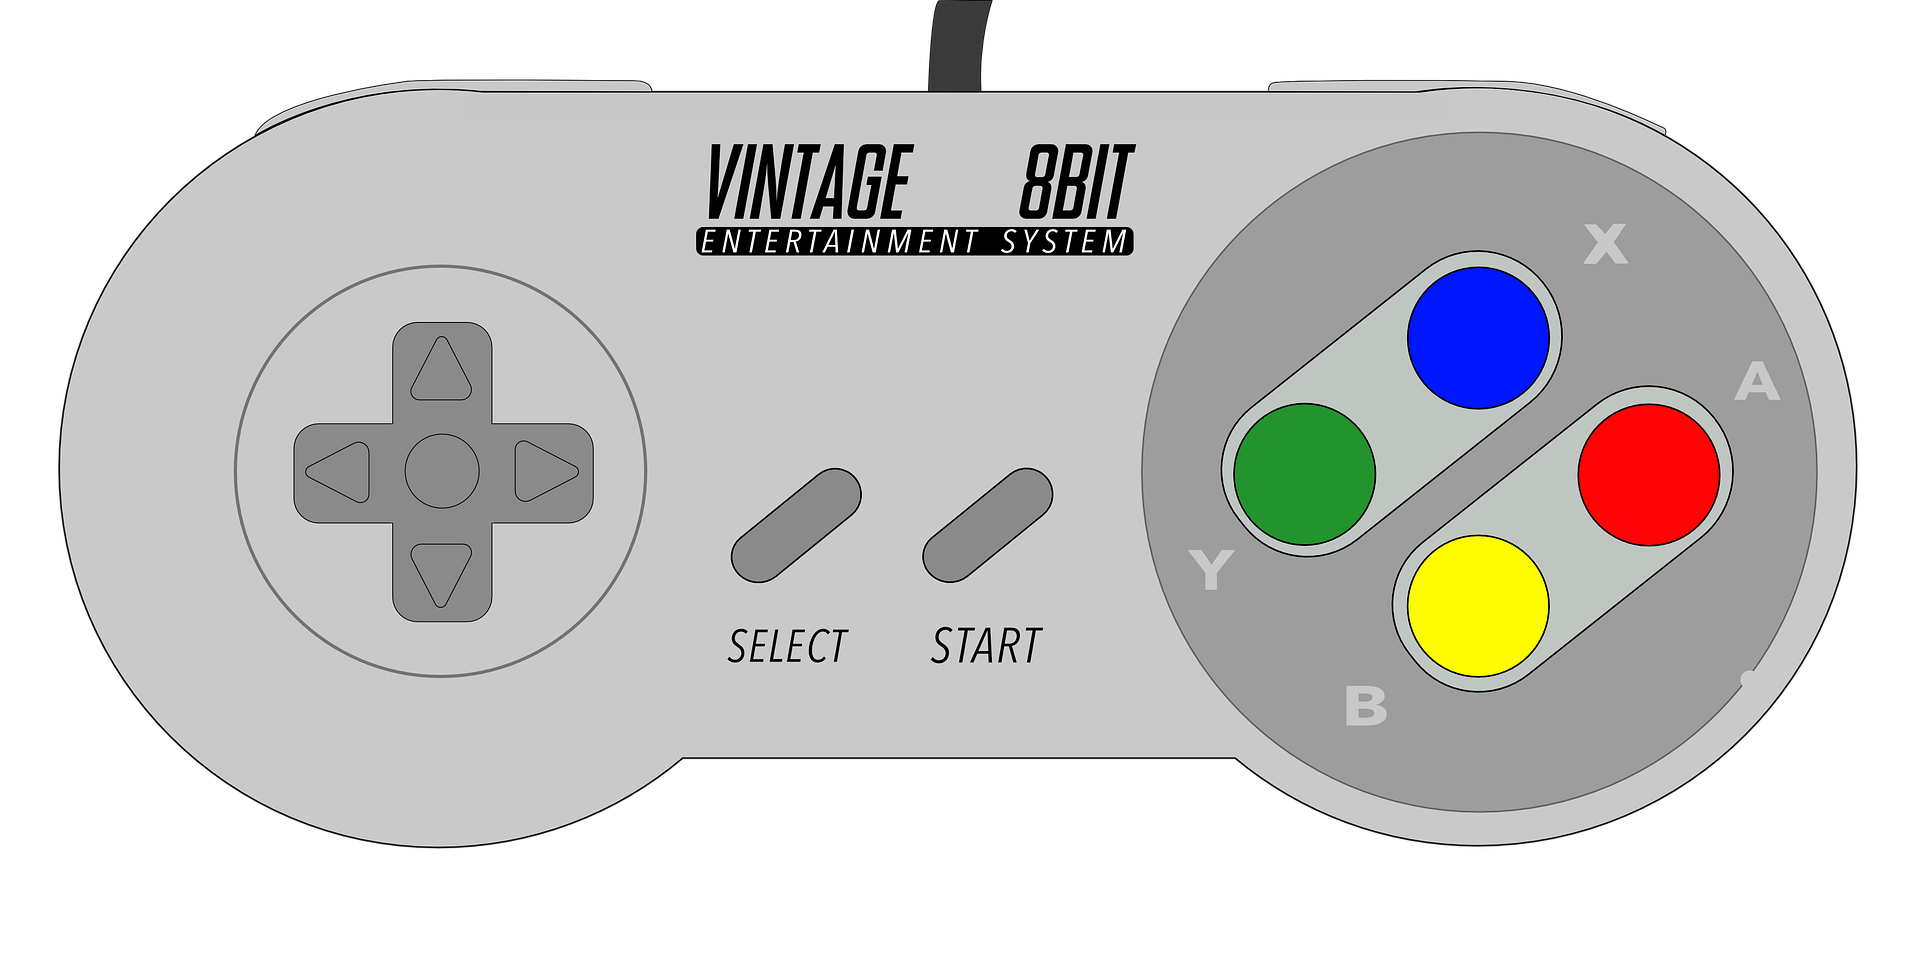 VINTAGE 8BIT
ENTERTAINMENT SYSTEM
X
A
Y
B
SELECT START